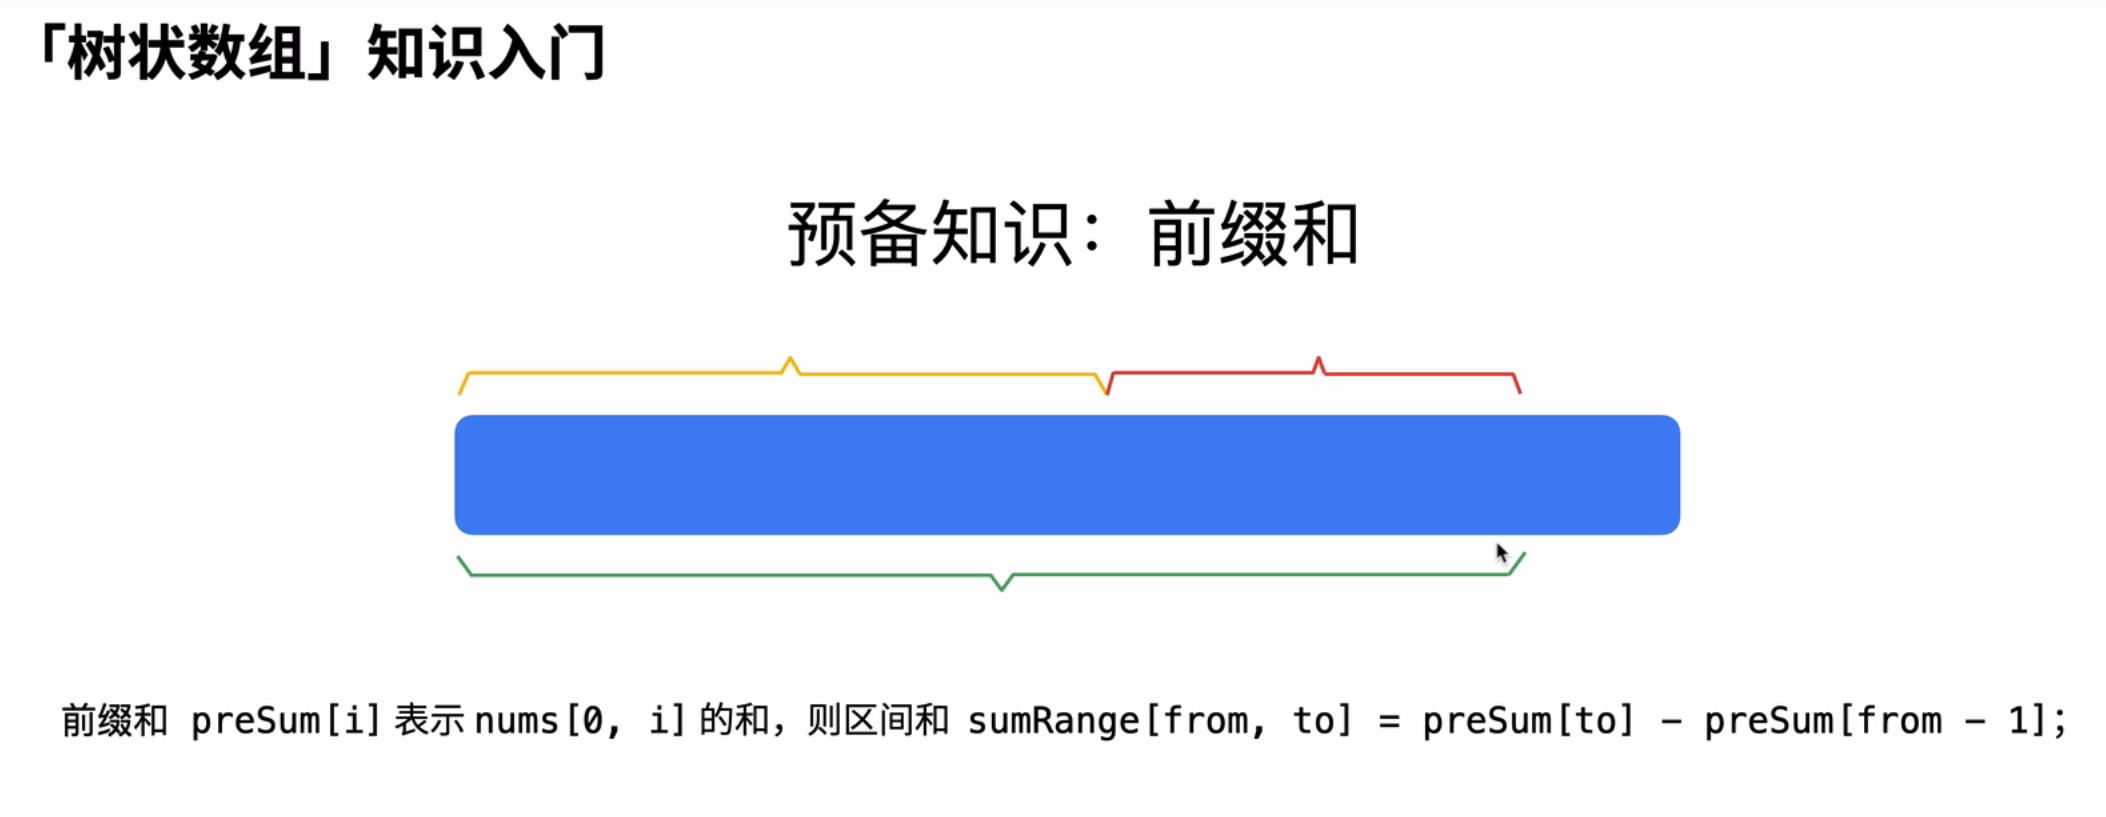 「树状数组」知识入门
预备知识：前缀和
前缀和 preSum[i] 表示 nums[0, i] 的和，则区间和 sumRange[from, to] = preSum[to] − preSum[from − 1];